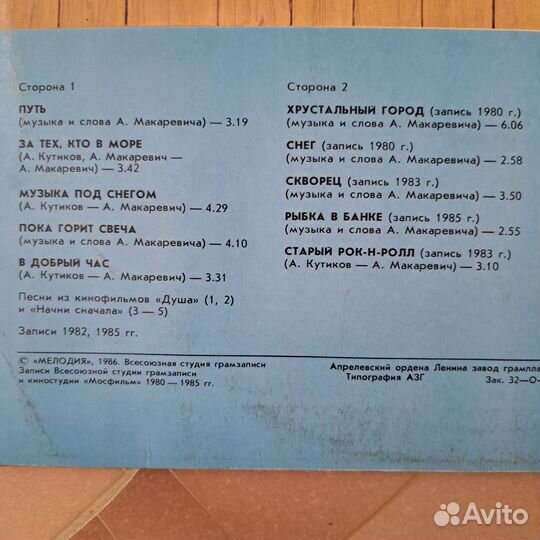 Сторона 1
ПУТЬ
(музыка и слова А. Макаревича) — 3.19
ЗА ТЕХ, КТО В МОРЕ
(А. Кутиков, А. Макаревич —
А. Макаревич) — 3.42
МУЗЫКА ПОД СНЕГОМ
(А. Кутиков — А. Макаревич) — 4.29
ПОКА ГОРИТ СВЕЧА
(музыка и слова А. Макаревича) — 4.10
В ДОБРЫЙ ЧАС
(А. Кутиков — А. Макаревич) — 3.31
Песни из кинофильмов «Душа» (1, 2)
и «Начни сначала» (3 — 5)
Записи 1982, 1985 гг.
Сторона 2
ХРУСТАЛЬНЫЙ ГОРОД (запись 1980 г.)
(музыка и слова А. Макаревича) — 6.06
СНЕГ (запись 1980 г.)
(музыка и слова А. Макаревича) — 2.58
СКВОРЕЦ (запись 1983 г.)
(музыка и слова А. Макаревича) — 3.50
РЫБКА В БАНКЕ (запись 1985 г.)
(музыка и слова А. Макаревича) — 2.55
СТАРЫЙ РОК-Н-РОЛЛ (запись 1983 г.)
(А. Кутиков — А. Макаревич) — 3.10
© «МЕЛОДИЯ», 1986. Всесоюзная студия грамзаписи
Записи Всесоюзной студии грамзаписи
и киностудии «Мосфильм» 1980 — 1985 гг.
Апрелевский ордена Ленина завод грампла
Типография АЗГ
Зак. 32—О—
Avito